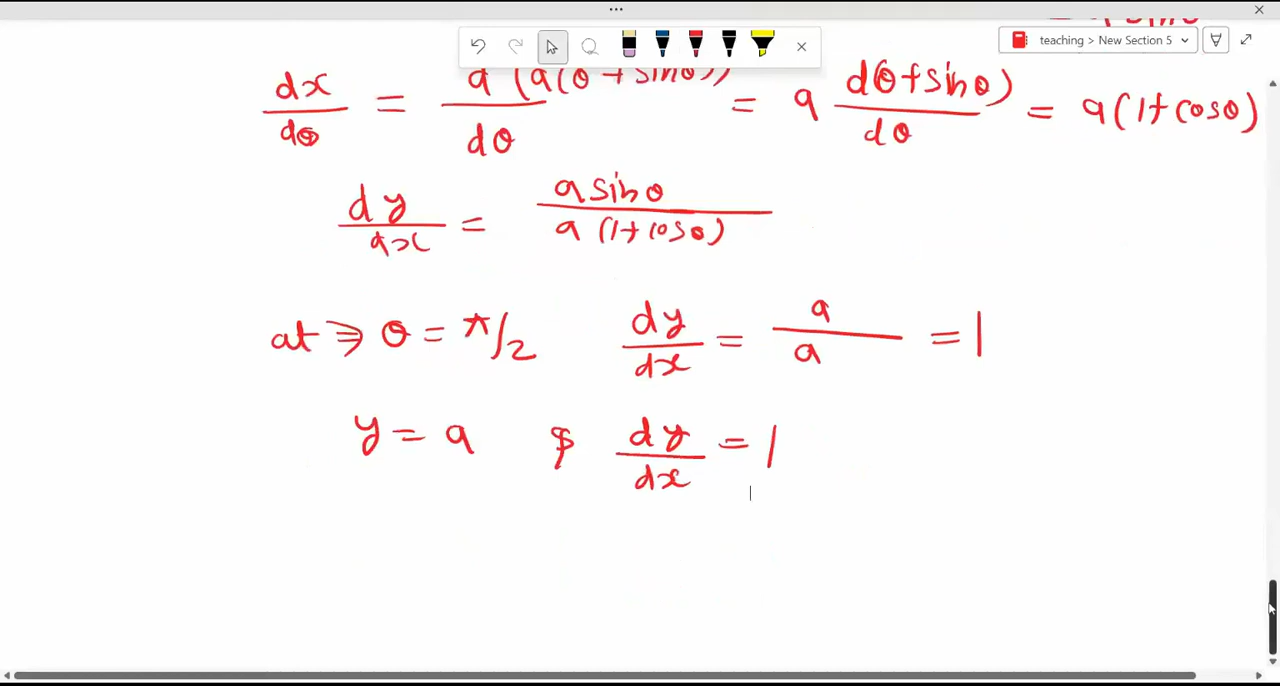 teaching > New Section 5
dx/dθ = d(a(θ + sinθ))/dθ = a d(θ + sinθ)/dθ = a(1 + cosθ)
dy/dx = a sinθ / a(1 + cosθ)
at ⇒ θ = π/2 dy/dx = a/a = 1
y = a & dy/dx = 1